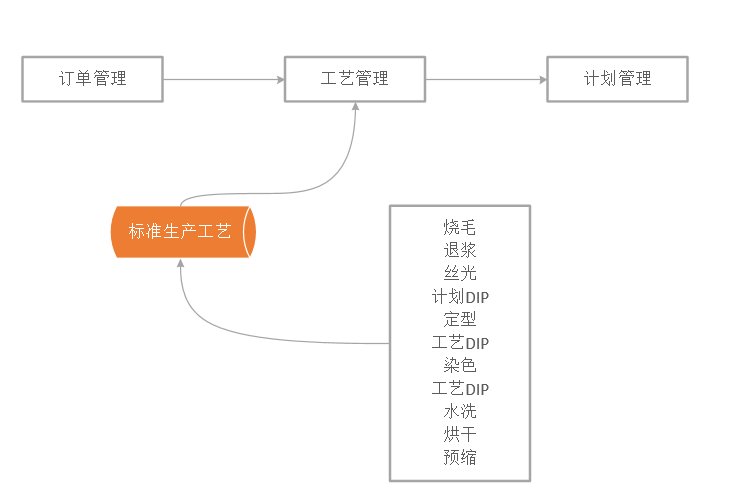 订单管理
工艺管理
计划管理
标准生产工艺
烧毛
退浆
丝光
计划DIP
定型
工艺DIP
染色
工艺DIP
水洗
烘干
预缩